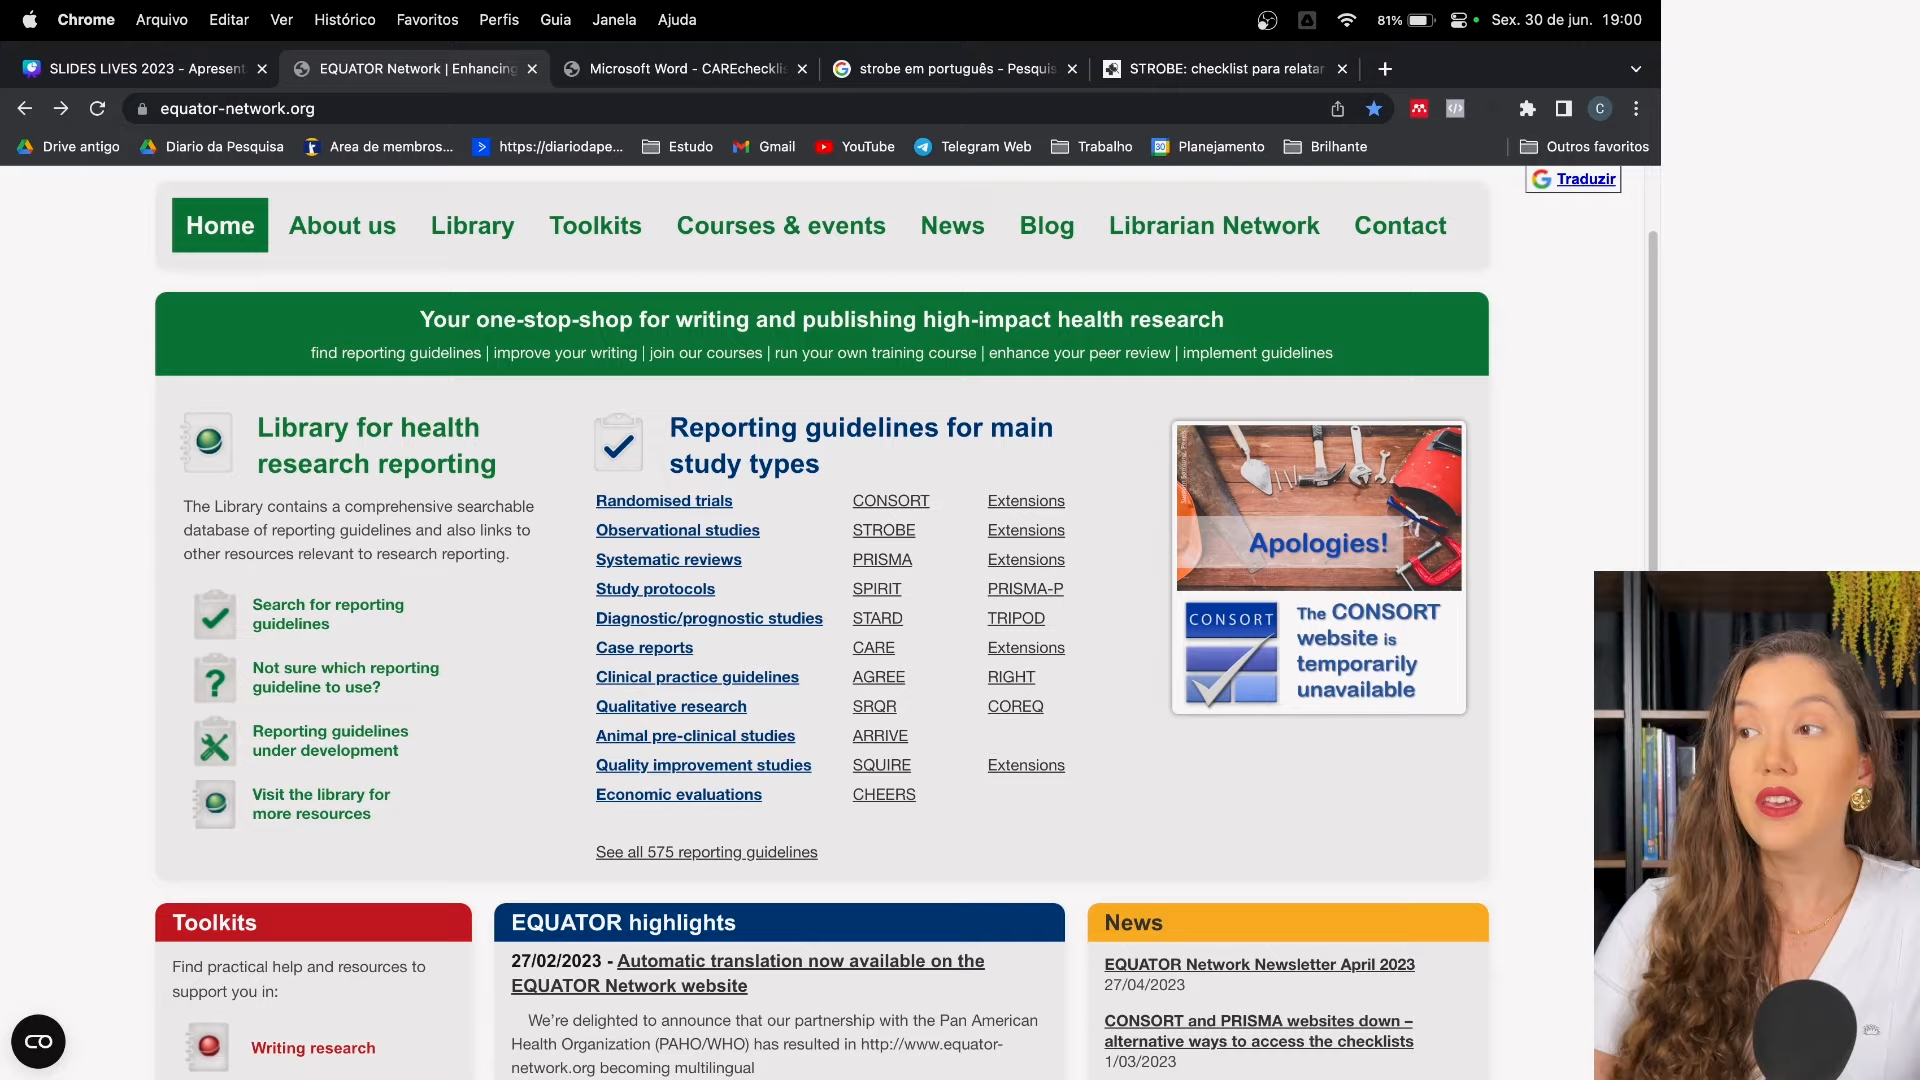 Chrome Arquivo Editar Ver Histórico Favoritos Perfis Guia Janela Ajuda 81% Sex. 30 de jun. 19:00
SLIDES LIVES 2023 - Apresent EQUATOR Network | Enhancing Microsoft Word - CAREchecklis strobe em português - Pesquis STROBE: checklist para relatar
equator-network.org C
Drive antigo Diario da Pesquisa Area de membros... https://diariodape... Estudo Gmail YouTube Telegram Web Trabalho 30 Planejamento Brilhante Outros favoritos
Traduzir
Home About us Library Toolkits Courses & events News Blog Librarian Network Contact
Your one-stop-shop for writing and publishing high-impact health research
find reporting guidelines | improve your writing | join our courses | run your own training course | enhance your peer review | implement guidelines
Library for health
research reporting
The Library contains a comprehensive searchable
database of reporting guidelines and also links to
other resources relevant to research reporting.
Search for reporting
guidelines
Not sure which reporting
guideline to use?
Reporting guidelines
under development
Visit the library for
more resources
Reporting guidelines for main
study types
Randomised trials CONSORT Extensions
Observational studies STROBE Extensions
Systematic reviews PRISMA Extensions
Study protocols SPIRIT PRISMA-P
Diagnostic/prognostic studies STARD TRIPOD
Case reports CARE Extensions
Clinical practice guidelines AGREE RIGHT
Qualitative research SRQR COREQ
Animal pre-clinical studies ARRIVE
Quality improvement studies SQUIRE Extensions
Economic evaluations CHEERS
See all 575 reporting guidelines
Apologies!
CONSORT
The CONSORT
website is
temporarily
unavailable
Toolkits
Find practical help and resources to
support you in:
Writing research
EQUATOR highlights
27/02/2023 - Automatic translation now available on the
EQUATOR Network website
We're delighted to announce that our partnership with the Pan American
Health Organization (PAHO/WHO) has resulted in http://www.equator-
network.org becoming multilingual
News
EQUATOR Network Newsletter April 2023
27/04/2023
CONSORT and PRISMA websites down –
alternative ways to access the checklists
1/03/2023